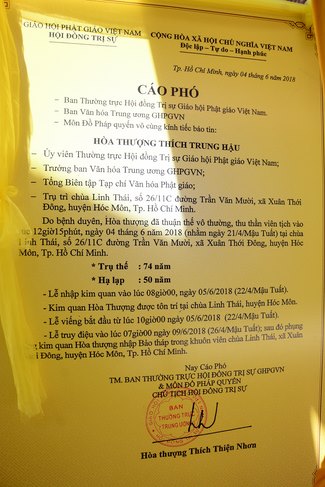 GIÁO HỘI PHẬT GIÁO VIỆT NAM
HỘI ĐỒNG TRỊ SỰ
CỘNG HÒA XÃ HỘI CHỦ NGHĨA VIỆT NAM
Độc lập – Tự do – Hạnh phúc
Tp. Hồ Chí Minh, ngày 04 tháng 6 năm 2018
CÁO PHÓ
– Ban Thường trực Hội đồng Trị sự Giáo hội Phật giáo Việt Nam.
– Ban Văn hóa Trung ương GHPGVN
– Môn Đồ Pháp quyến vô cùng kính tiếc báo tin:
HÒA THƯỢNG THÍCH TRUNG HẬU
– Ủy viên Thường trực Hội đồng Trị sự Giáo hội Phật giáo Việt Nam;
– Trưởng ban Văn hóa Trung ương GHPGVN;
– Tổng Biên tập Tạp chí Văn hóa Phật giáo;
– Trụ trì chùa Linh Thái, số 26/11C đường Trần Văn Mười, xã Xuân Thới
Đông, huyện Hóc Môn, Tp. Hồ Chí Minh.
Do bệnh duyên, Hòa thượng đã thuận thế vô thường, thu thần viên tịch vào
lúc 12giờ15phút, ngày 04 tháng 06 năm 2018 (nhằm ngày 21/4/Mậu Tuất) tại chùa
Linh Thái, số 26/11C đường Trần Văn Mười, xã Xuân Thới Đông, huyện Hóc
Môn, Tp. Hồ Chí Minh.
* Trụ thế : 74 năm
* Hạ lạp : 50 năm
- Lễ nhập kim quan vào lúc 08giờ00, ngày 05/6/2018 (22/4/Mậu Tuất).
- Kim quan Hòa Thượng được tôn trí tại chùa Linh Thái, huyện Hóc Môn.
- Lễ viếng bắt đầu từ lúc 10giờ00 ngày 05/6/2018 (22/4/Mậu Tuất).
- Lễ truy điệu vào lúc 07giờ00 ngày 09/6/2018 (26/4/Mậu Tuất); sau đó phụng
tống kim quan Hòa thượng nhập Bảo tháp trong khuôn viên chùa Linh Thái, xã Xuân
Thới Đông, huyện Hóc Môn, Tp. Hồ Chí Minh.
Nay Cáo Phó
TM. BAN THƯỜNG TRỰC HỘI ĐỒNG TRỊ SỰ GHPGVN
& MÔN ĐỒ PHÁP QUYẾN
CHỦ TỊCH HỘI ĐỒNG TRỊ SỰ
BAN
THƯỜNG TRỰC
TRUNG ƯƠNG
Hòa thượng Thích Thiện Nhơn